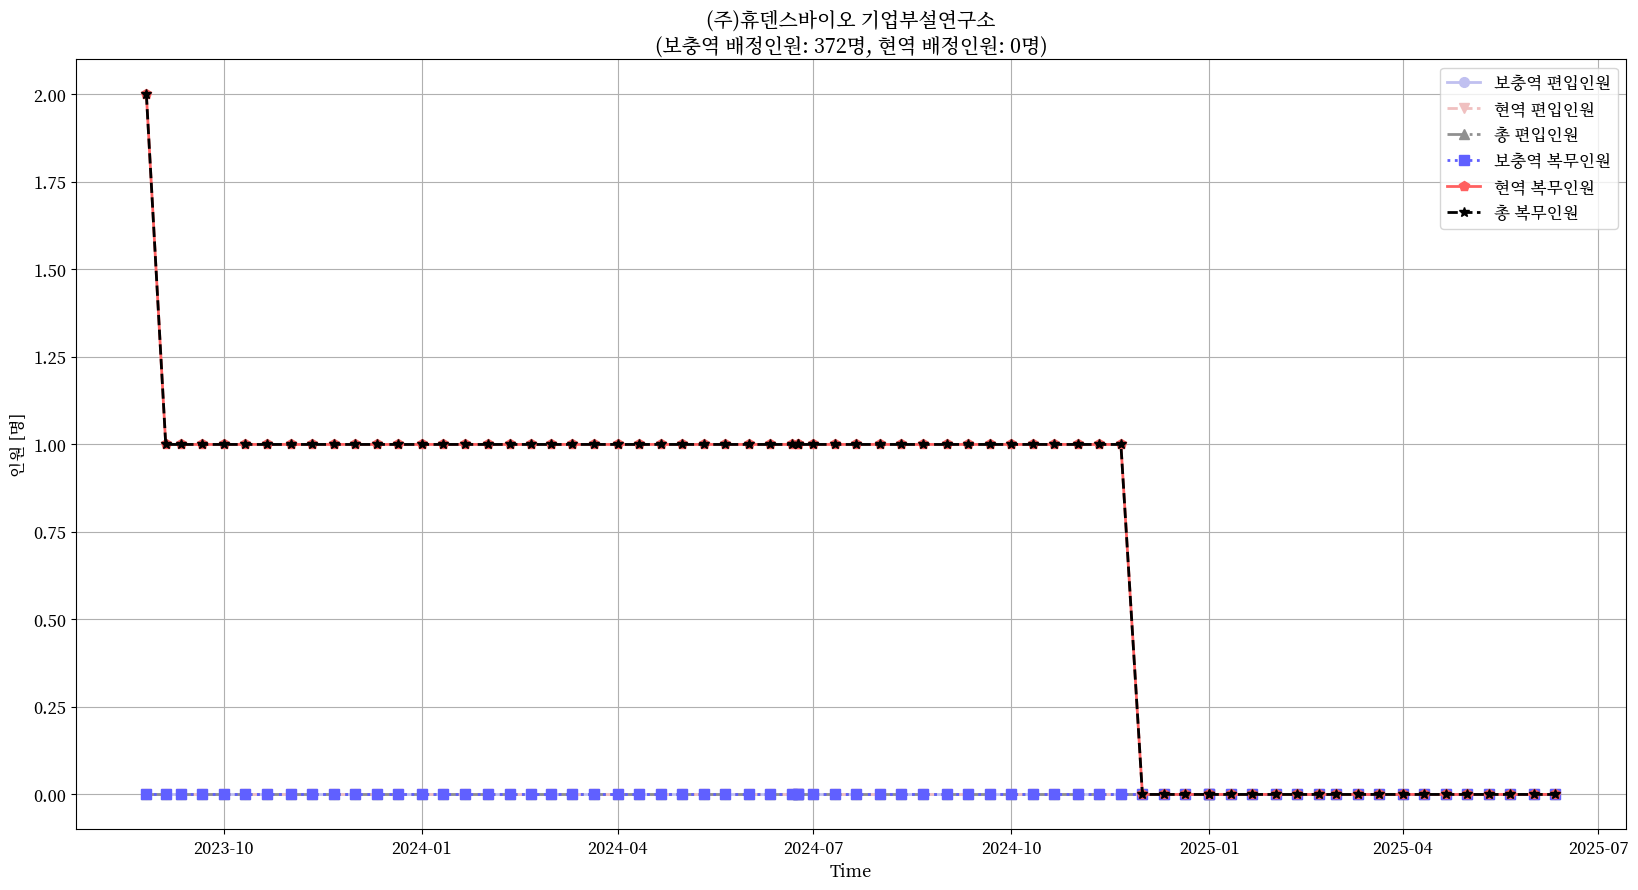 (주)휴덴스바이오 기업부설연구소
(보충역 배정인원: 372명, 현역 배정인원: 0명)
보충역 편입인원
현역 편입인원
총 편입인원
보충역 복무인원
현역 복무인원
총 복무인원
인원 [명]
2.00
1.75
1.50
1.25
1.00
0.75
0.50
0.25
0.00
2023-10
2024-01
2024-04
2024-07
2024-10
2025-01
2025-04
2025-07
Time